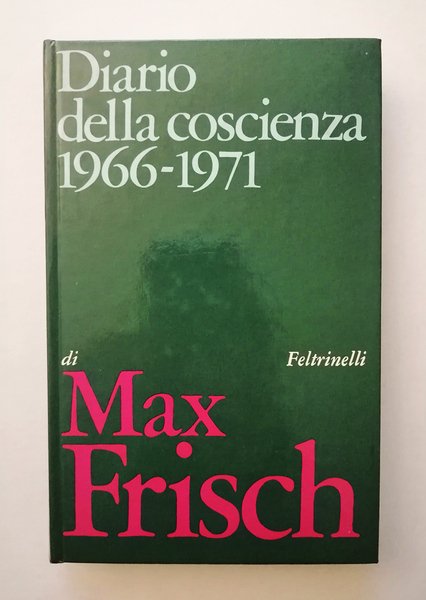 Diario
della coscienza
1966-1971
di Feltrinelli
Max
Frisch